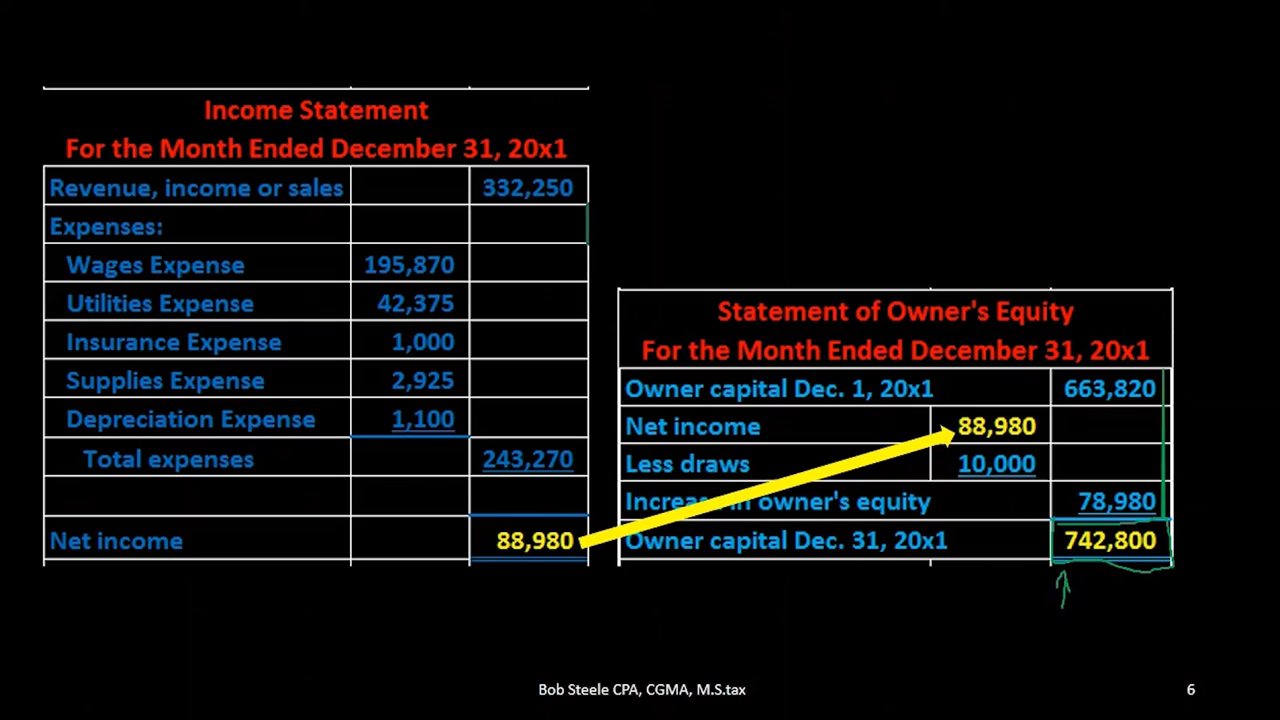 Income Statement
For the Month Ended December 31, 20x1
Revenue, income or sales 332,250
Expenses:
Wages Expense 195,870
Utilities Expense 42,375
Insurance Expense 1,000
Supplies Expense 2,925
Depreciation Expense 1,100
Total expenses 243,270
Net income 88,980
Statement of Owner's Equity
For the Month Ended December 31, 20x1
Owner capital Dec. 1, 20x1 663,820
Net income 88,980
Less draws 10,000
Increase in owner's equity 78,980
Owner capital Dec. 31, 20x1 742,800
Bob Steele CPA, CGMA, M.S.tax
6